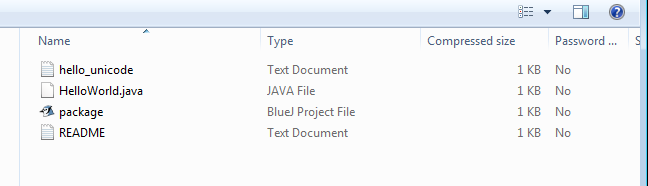 Name Type Compressed size Password ... S
hello_unicode Text Document 1 KB No
HelloWorld.java JAVA File 1 KB No
package BlueJ Project File 1 KB No
README Text Document 1 KB No